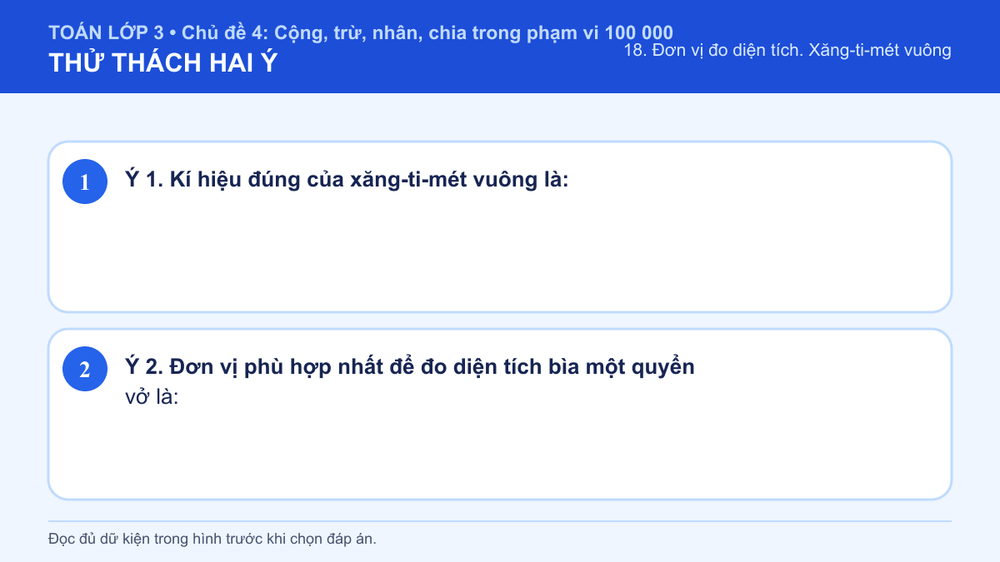 TOÁN LỚP 3 • Chủ đề 4: Cộng, trừ, nhân, chia trong phạm vi 100 000
THỬ THÁCH HAI Ý
18. Đơn vị đo diện tích. Xăng-ti-mét vuông
1
Ý 1. Kí hiệu đúng của xăng-ti-mét vuông là:
2
Ý 2. Đơn vị phù hợp nhất để đo diện tích bìa một quyển
vở là:
Đọc đủ dữ kiện trong hình trước khi chọn đáp án.